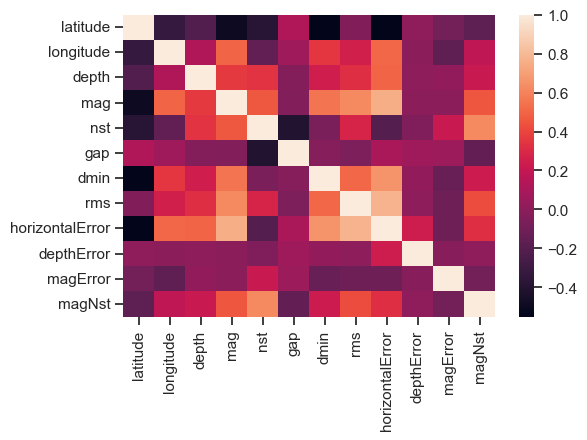 latitude
longitude
depth
mag
nst
gap
dmin
rms
horizontalError
depthError
magError
magNst
latitude
longitude
depth
mag
nst
gap
dmin
rms
horizontalError
depthError
magError
magNst
1.0
0.8
0.6
0.4
0.2
0.0
−0.2
−0.4